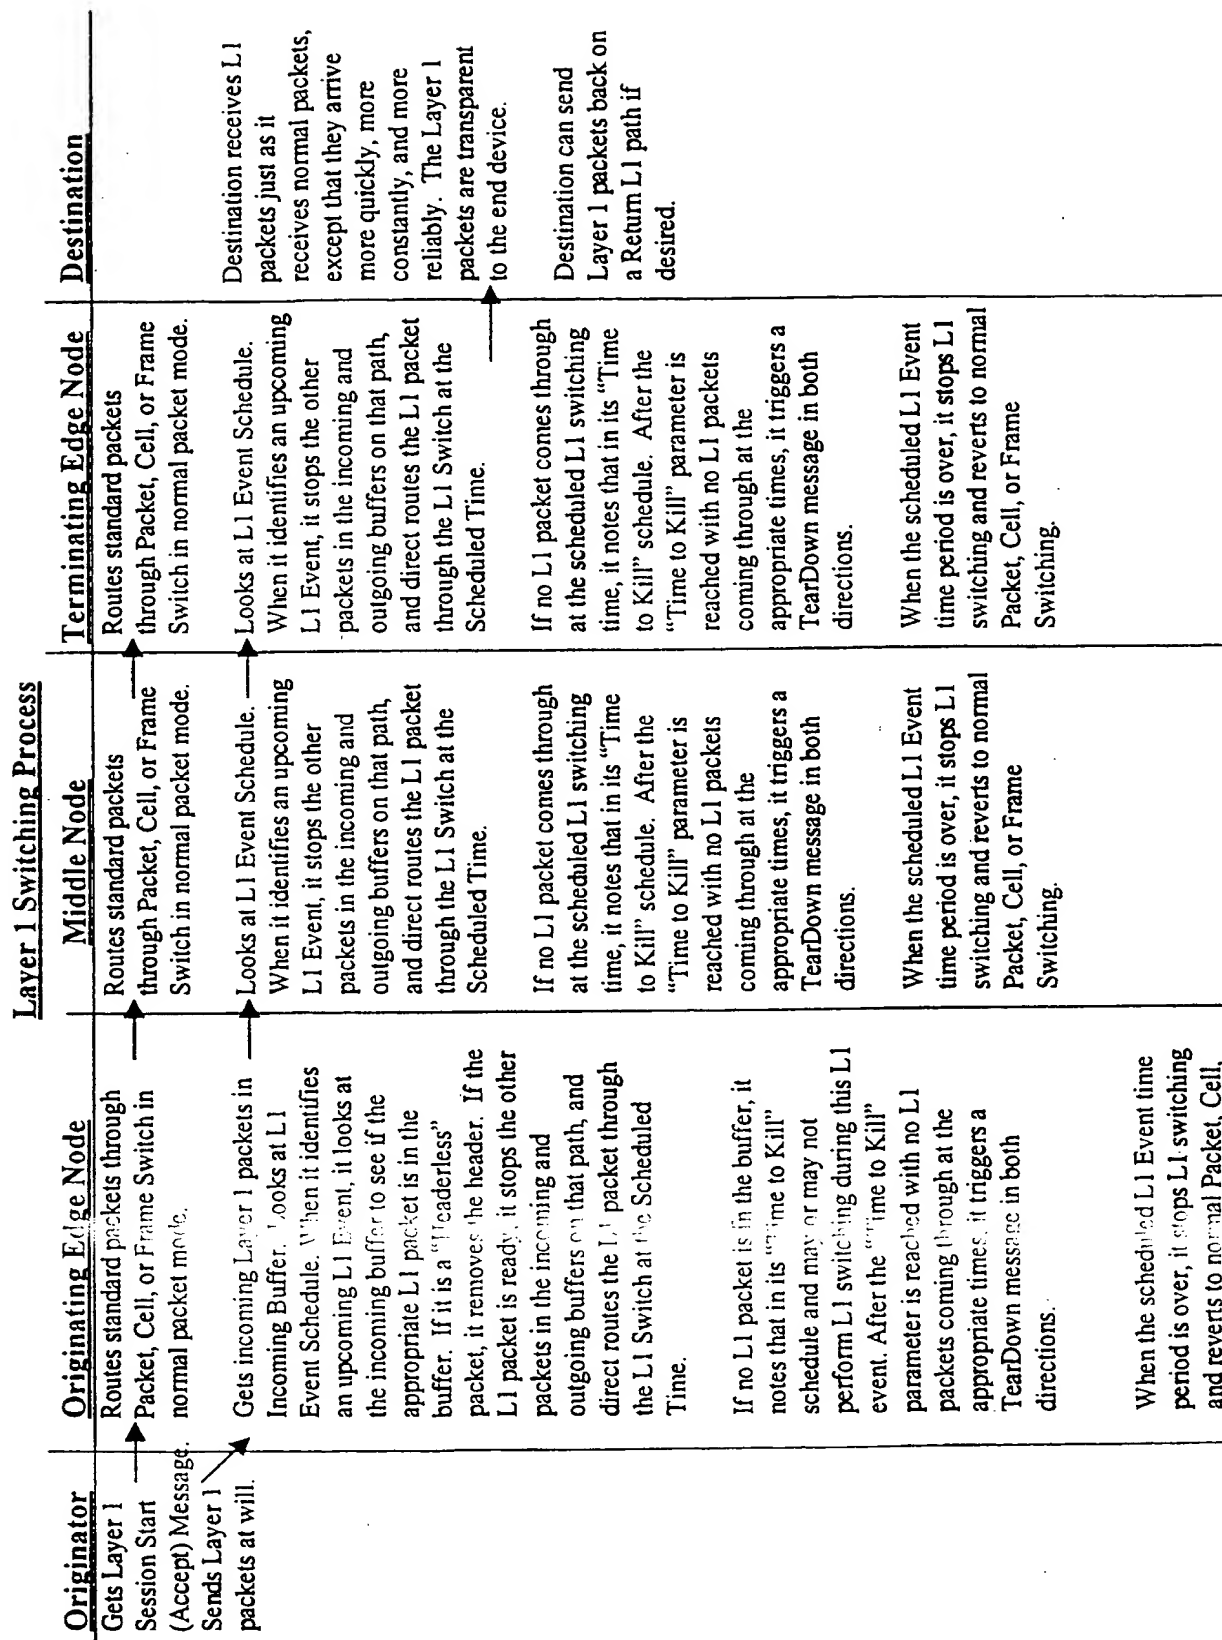 Layer 1 Switching Process
Originator
Gets Layer 1
Session Start
(Accept) Message.
Sends Layer 1
packets at will.
Originating Edge Node
Routes standard packets through
Packet, Cell, or Frame Switch in
normal packet mode.
Gets incoming Layer 1 packets in
Incoming Buffer. Looks at L1
Event Schedule. When it identifies
an upcoming L1 Event, it looks at
the incoming buffer to see if the
appropriate L1 packet is in the
buffer. If it is a “Headerless”
packet, it removes the header. If the
L1 packet is ready, it stops the other
packets in the incoming and
outgoing buffers on that path, and
direct routes the L1 packet through
the L1 Switch at the Scheduled
Time.
If no L1 packet is in the buffer, it
notes that in its “Time to Kill”
schedule and may or may not
perform L1 switching during this L1
event. After the “Time to Kill”
parameter is reached with no L1
packets coming through at the
appropriate times, it triggers a
TearDown message in both
directions.
When the scheduled L1 Event time
period is over, it stops L1 switching
and reverts to normal Packet, Cell,
Middle Node
Routes standard packets
through Packet, Cell, or Frame
Switch in normal packet mode.
Looks at L1 Event Schedule.
When it identifies an upcoming
L1 Event, it stops the other
packets in the incoming and
outgoing buffers on that path,
and direct routes the L1 packet
through the L1 Switch at the
Scheduled Time.
If no L1 packet comes through
at the scheduled L1 switching
time, it notes that in its “Time
to Kill” schedule. After the
“Time to Kill” parameter is
reached with no L1 packets
coming through at the
appropriate times, it triggers a
TearDown message in both
directions.
When the scheduled L1 Event
time period is over, it stops L1
switching and reverts to normal
Packet, Cell, or Frame
Switching.
Terminating Edge Node
Routes standard packets
through Packet, Cell, or Frame
Switch in normal packet mode.
Looks at L1 Event Schedule.
When it identifies an upcoming
L1 Event, it stops the other
packets in the incoming and
outgoing buffers on that path,
and direct routes the L1 packet
through the L1 Switch at the
Scheduled Time.
If no L1 packet comes through
at the scheduled L1 switching
time, it notes that in its “Time
to Kill” schedule. After the
“Time to Kill” parameter is
reached with no L1 packets
coming through at the
appropriate times, it triggers a
TearDown message in both
directions.
When the scheduled L1 Event
time period is over, it stops L1
switching and reverts to normal
Packet, Cell, or Frame
Switching.
Destination
Destination receives L1
packets just as it
receives normal packets,
except that they arrive
more quickly, more
constantly, and more
reliably. The Layer 1
packets are transparent
to the end device.
Destination can send
Layer 1 packets back on
a Return L1 path if
desired.